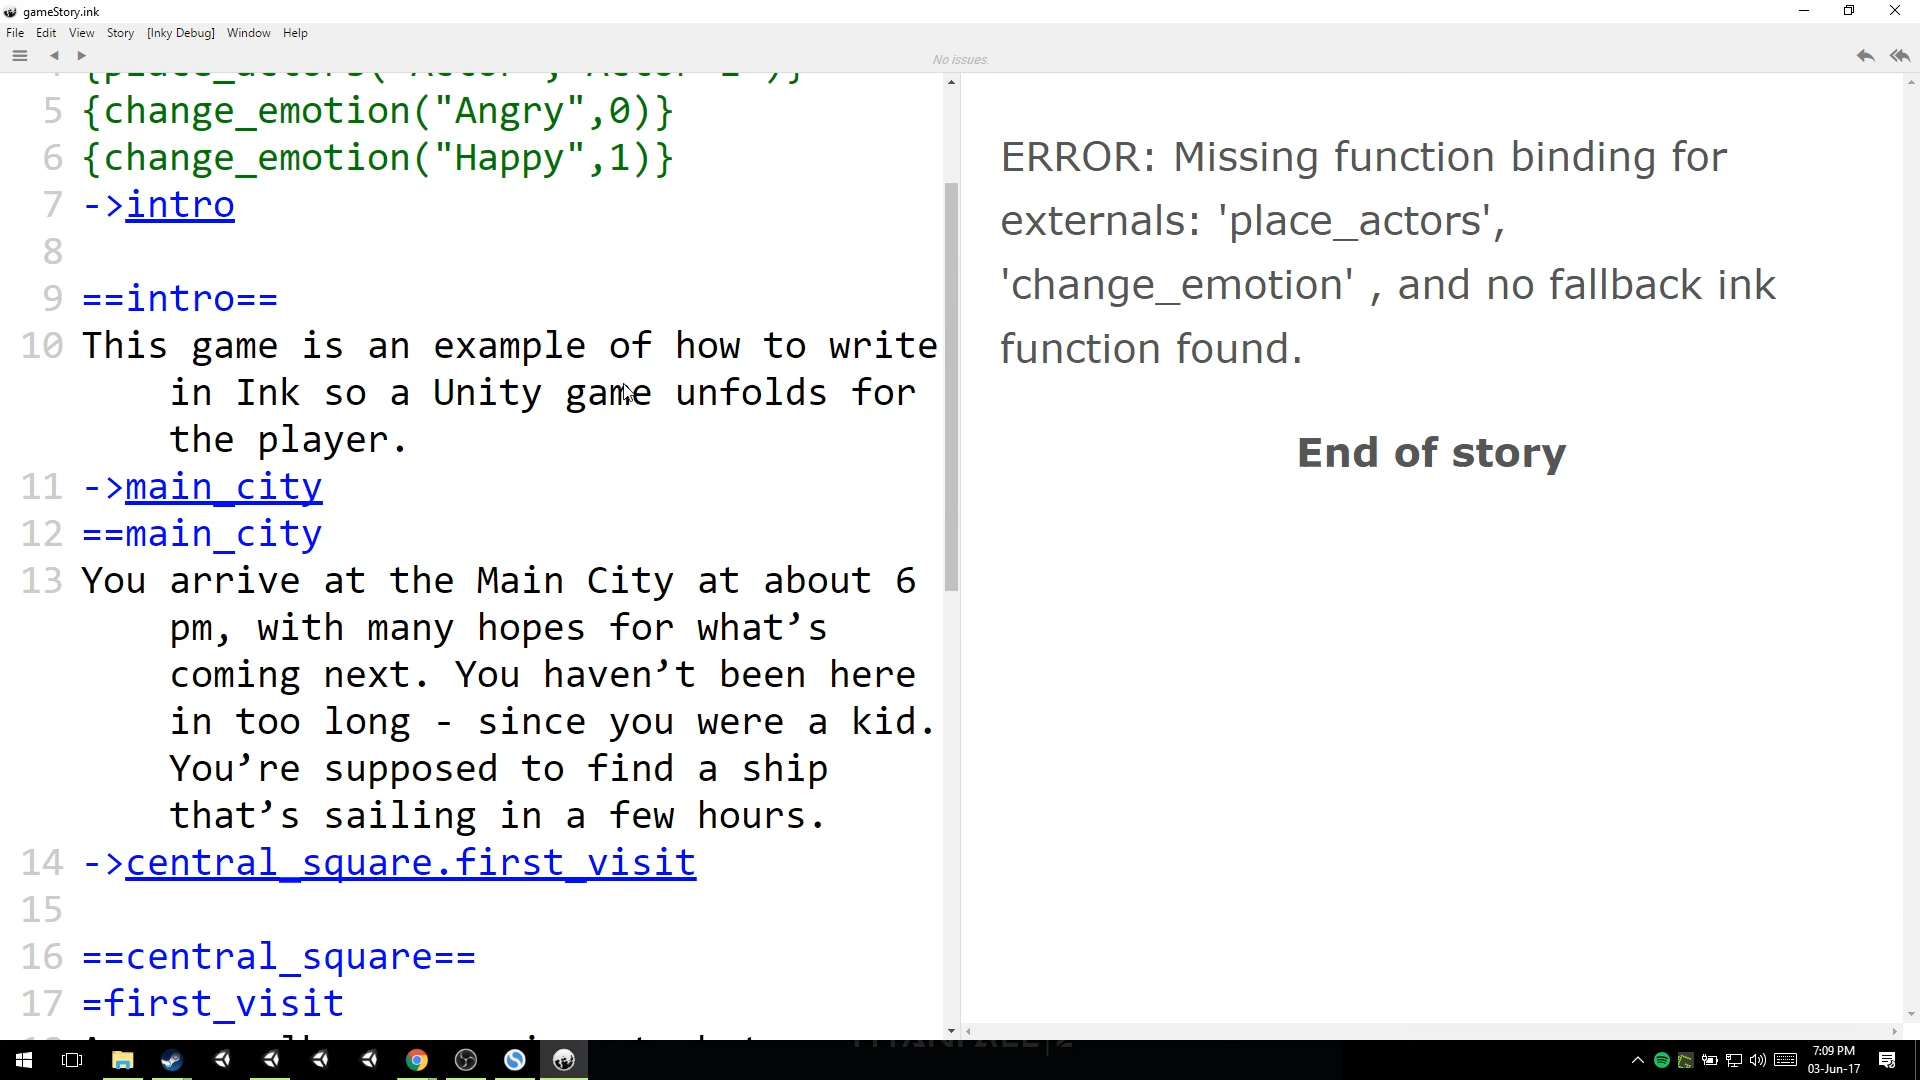 gameStory.ink
File Edit View Story [Inky Debug] Window Help
No issues.
5 {change_emotion("Angry",0)}
6 {change_emotion("Happy",1)}
7 ->intro
8
9 ==intro==
10 This game is an example of how to write
in Ink so a Unity game unfolds for
the player.
11 ->main_city
12 ==main_city
13 You arrive at the Main City at about 6
pm, with many hopes for what’s
coming next. You haven’t been here
in too long - since you were a kid.
You’re supposed to find a ship
that’s sailing in a few hours.
14 ->central_square.first_visit
15
16 ==central_square==
17 =first_visit
ERROR: Missing function binding for
externals: 'place_actors',
'change_emotion' , and no fallback ink
function found.
End of story
7:09 PM
03-Jun-17